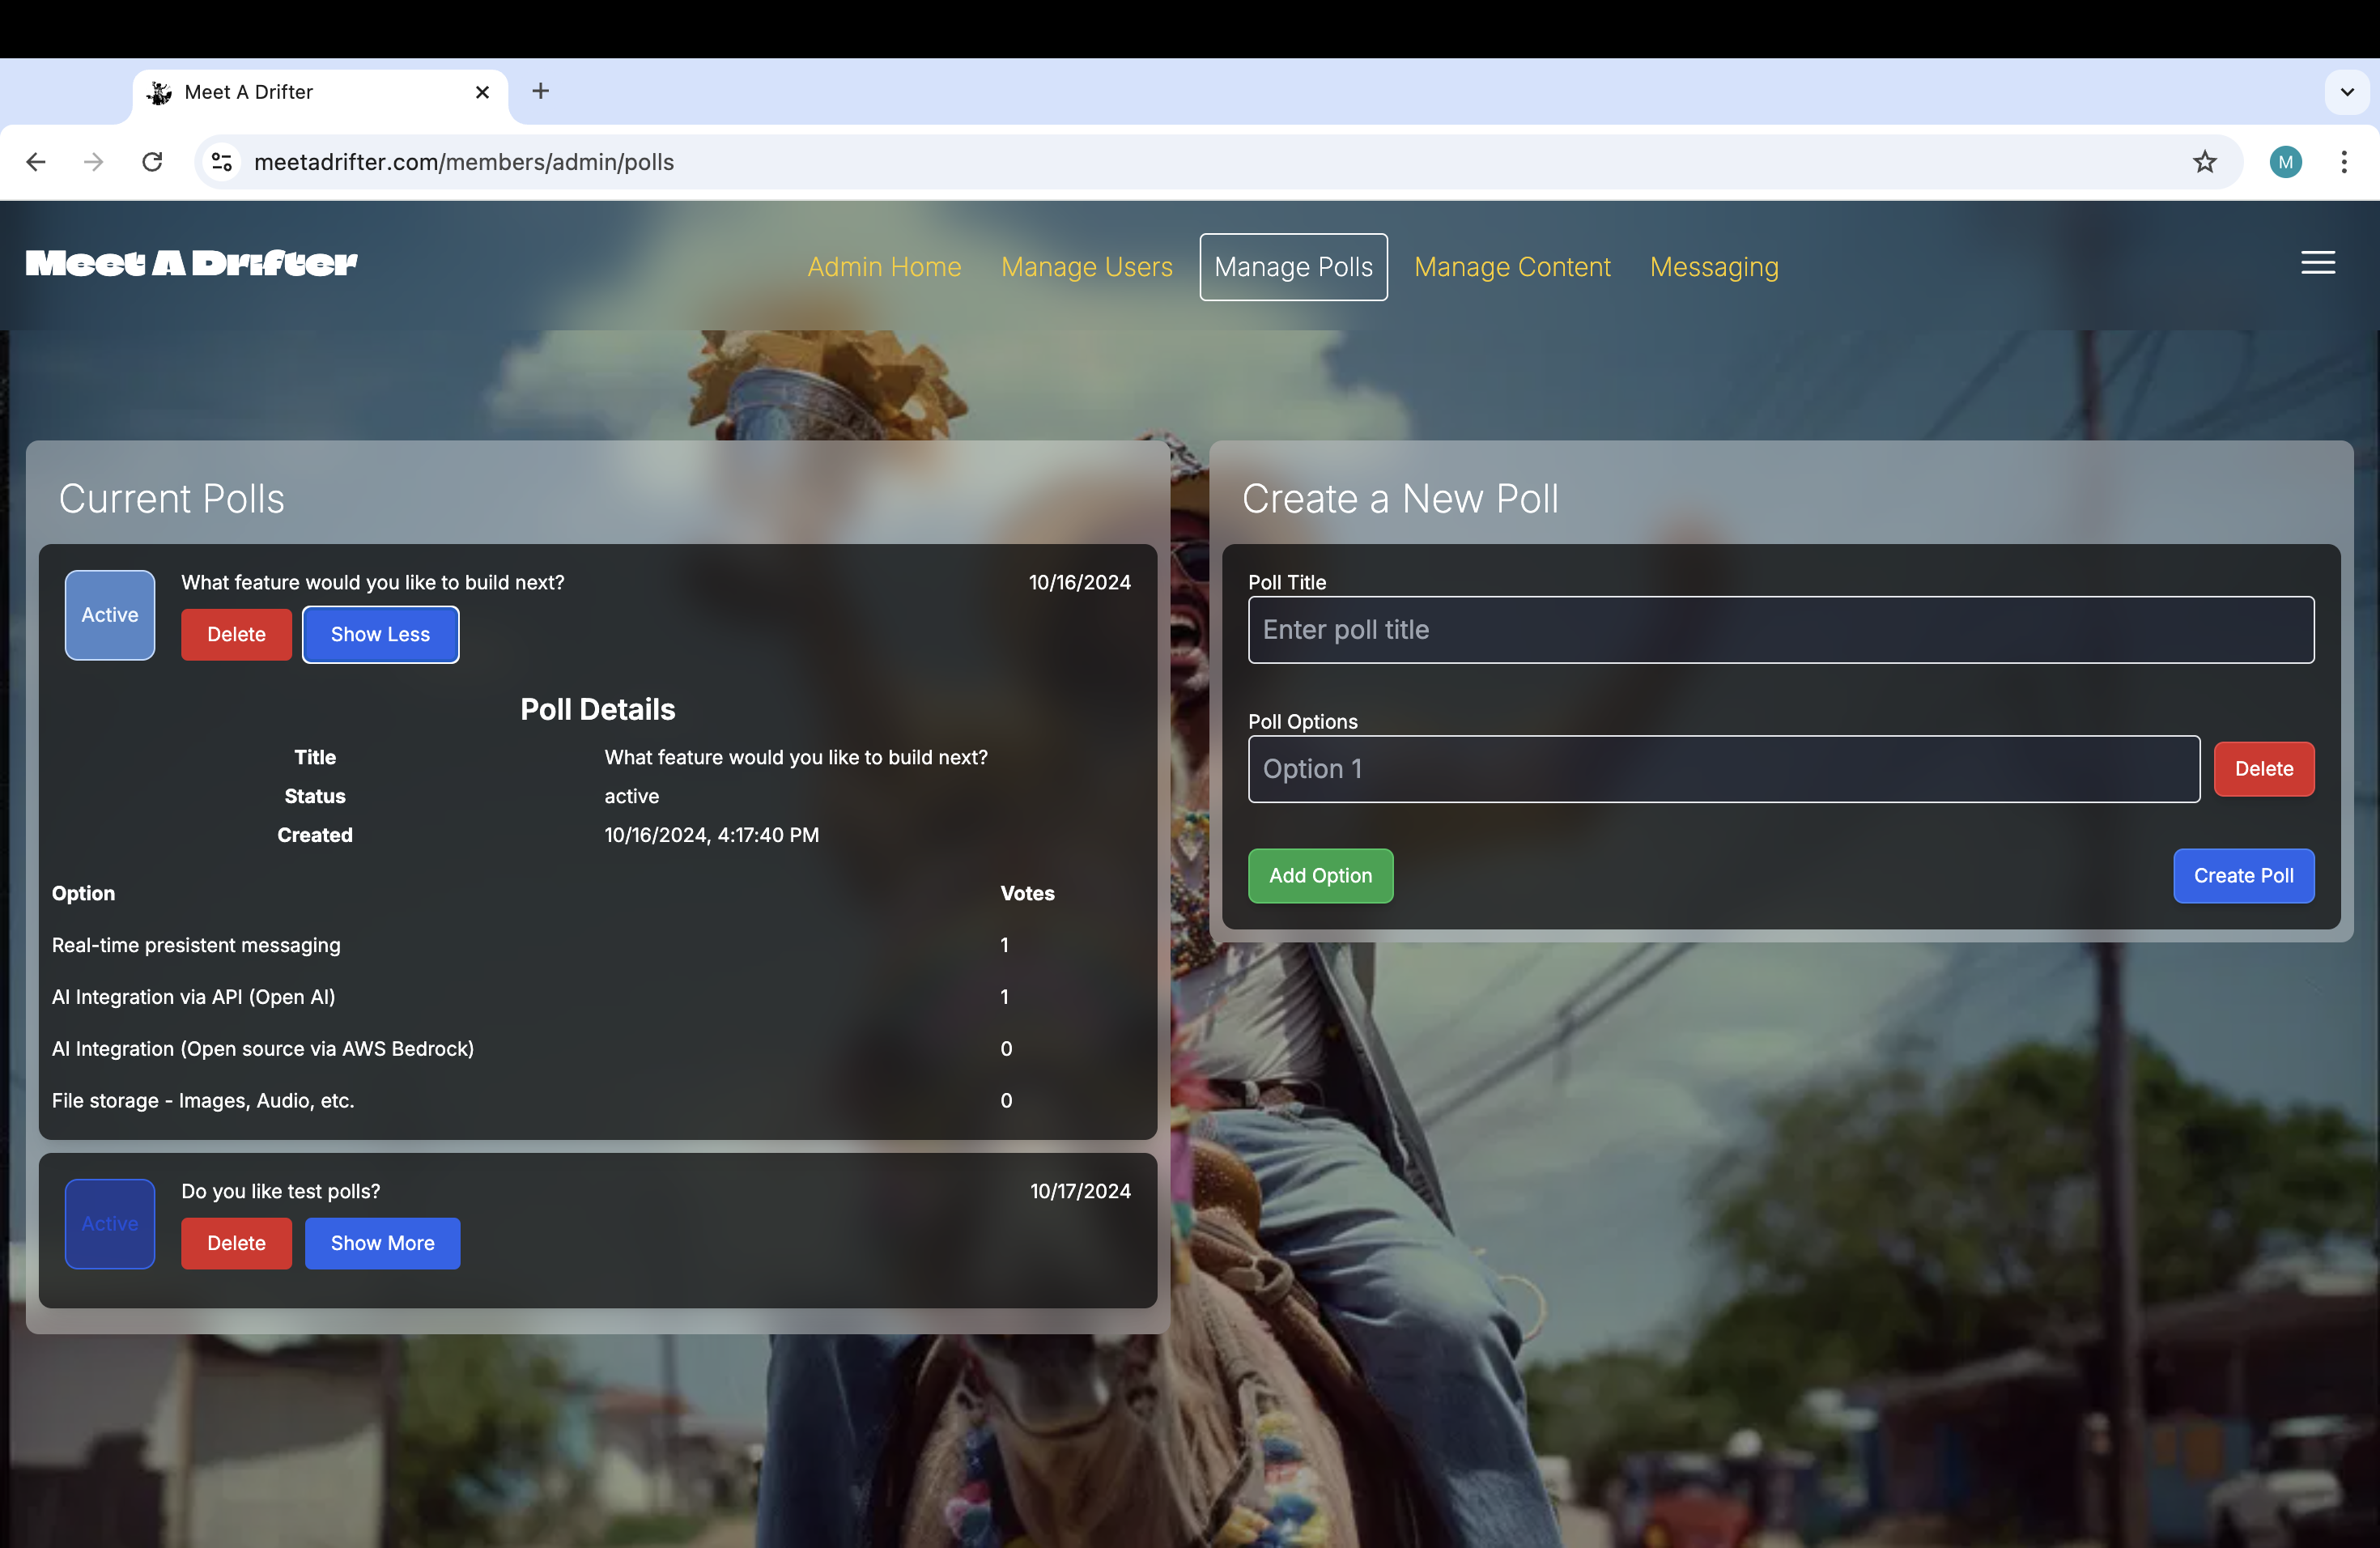 Meet A Drifter
meetadrifter.com/members/admin/polls
M
Meet A Drifter
Admin Home Manage Users Manage Polls Manage Content Messaging
Current Polls
Active
What feature would you like to build next? 10/16/2024
Delete Show Less
Poll Details
Title What feature would you like to build next?
Status active
Created 10/16/2024, 4:17:40 PM
Option Votes
Real-time presistent messaging 1
AI Integration via API (Open AI) 1
AI Integration (Open source via AWS Bedrock) 0
File storage - Images, Audio, etc. 0
Active
Do you like test polls? 10/17/2024
Delete Show More
Create a New Poll
Poll Title
Enter poll title
Poll Options
Option 1 Delete
Add Option Create Poll